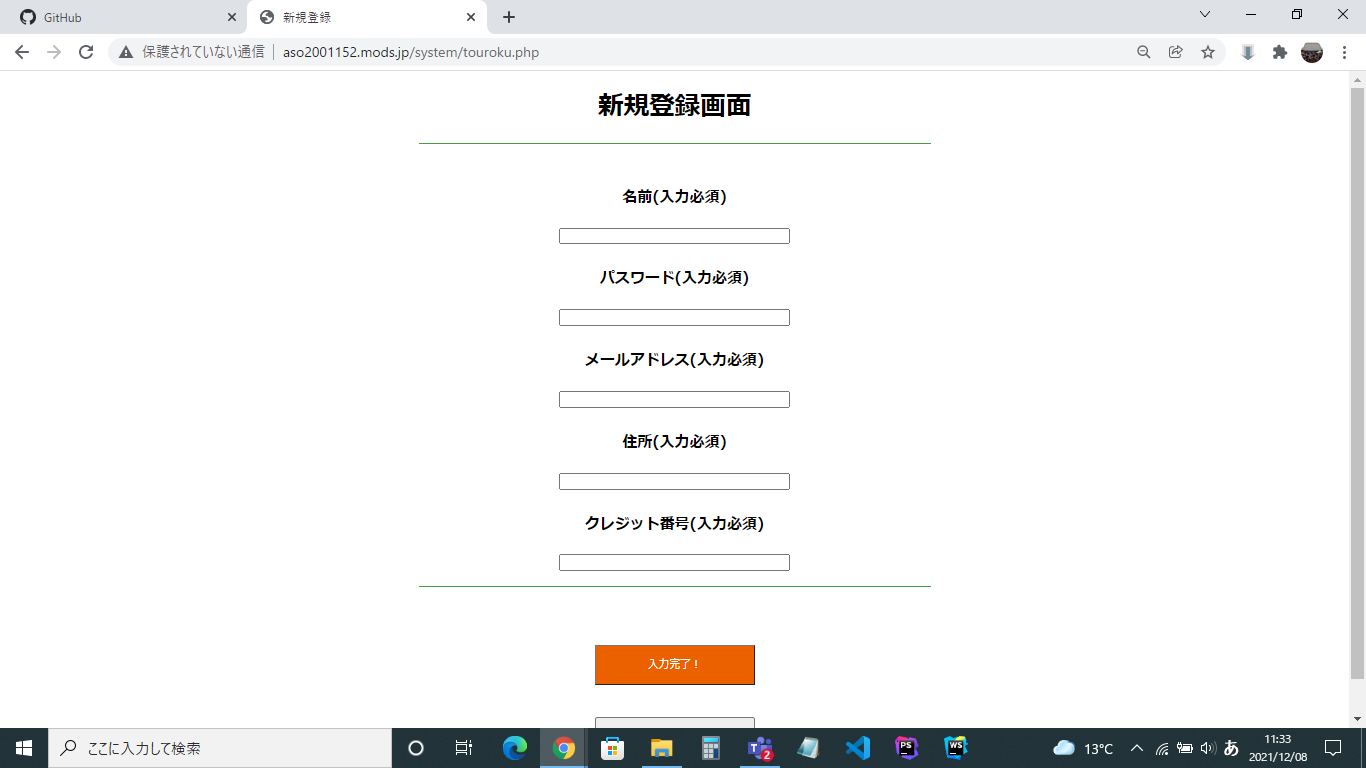 GitHub
新規登録
保護されていない通信
aso2001152.mods.jp/system/touroku.php
新規登録画面
名前(入力必須)
パスワード(入力必須)
メールアドレス(入力必須)
住所(入力必須)
クレジット番号(入力必須)
入力完了!
ここに入力して検索
PS
2
WS
13°C
あ
11:33
2021/12/08